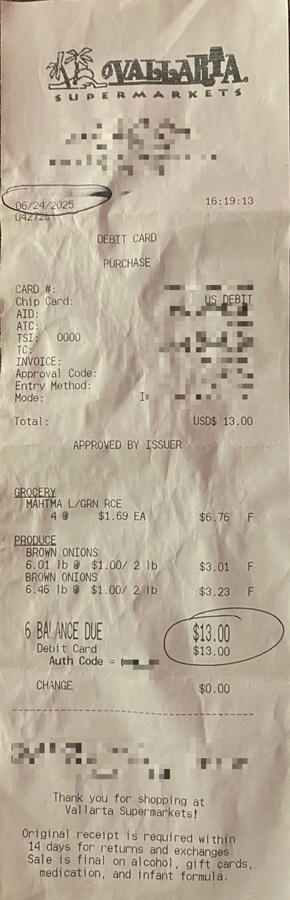 VALLARTA
SUPERMARKETS
06/24/2025 16:19:13
DEBIT CARD
PURCHASE
CARD #:
Chip Card: US DEBIT
AID:
ATC:
TSI: 0000
TC:
INVOICE:
Approval Code:
Entry Method:
Mode:
Total: USD$ 13.00
APPROVED BY ISSUER
GROCERY
MAHTMA L/GRN RCE
4 @ $1.69 EA $6.76 F
PRODUCE
BROWN ONIONS
6.01 lb @ $1.00/ 2 lb $3.01 F
BROWN ONIONS
6.46 lb @ $1.00/ 2 lb $3.23 F
6 BALANCE DUE $13.00
Debit Card $13.00
Auth Code =
CHANGE $0.00
Thank you for shopping at
Vallarta Supermarkets!
Original receipt is required within
14 days for returns and exchanges
Sale is final on alcohol, gift cards,
medication, and infant formula.